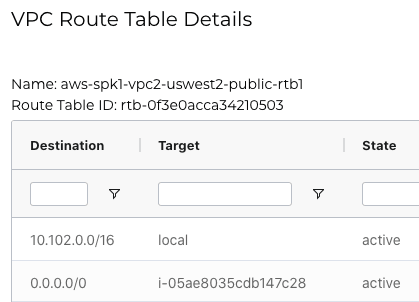 VPC Route Table Details
Name: aws-spk1-vpc2-uswest2-public-rtb1
Route Table ID: rtb-0f3e0acca34210503
Destination Target State
10.102.0.0/16 local active
0.0.0.0/0 i-05ae8035cdb147c28 active